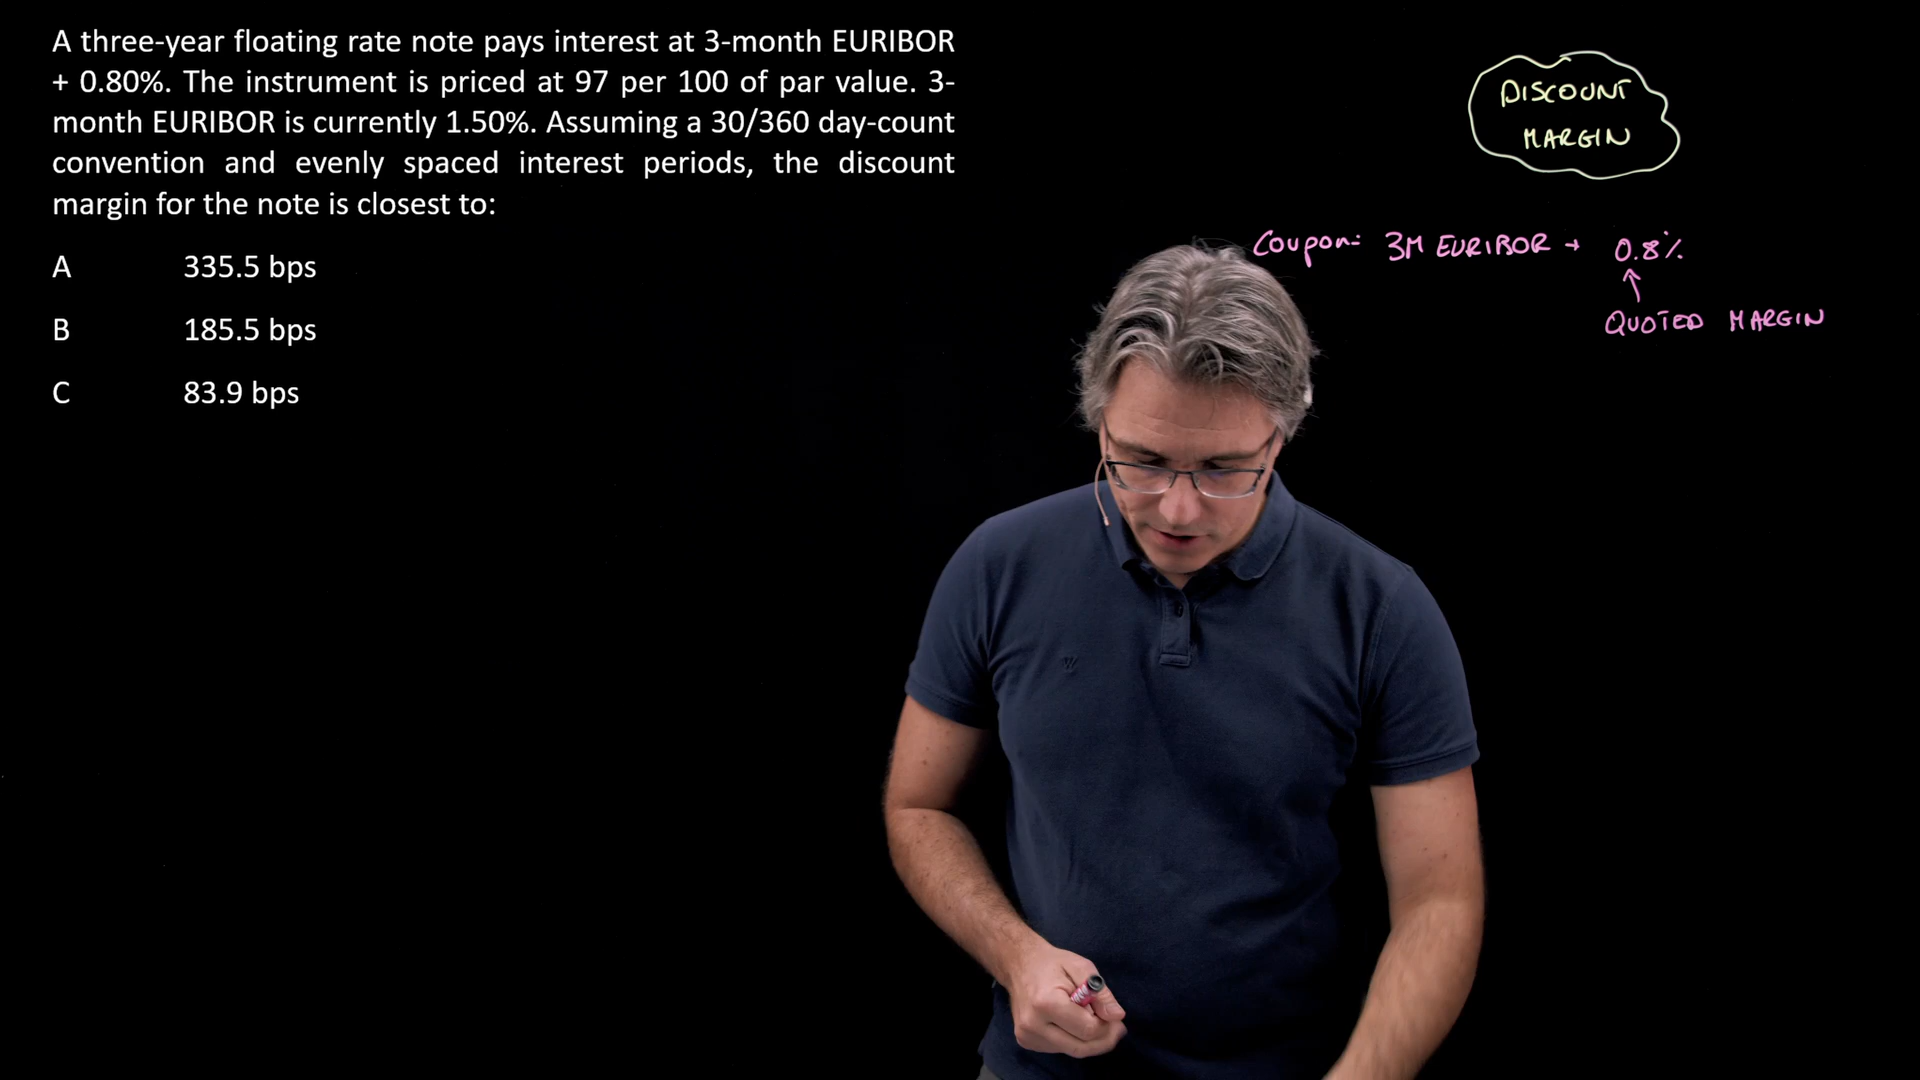 A three-year floating rate note pays interest at 3-month EURIBOR
+ 0.80%. The instrument is priced at 97 per 100 of par value. 3-
month EURIBOR is currently 1.50%. Assuming a 30/360 day-count
convention and evenly spaced interest periods, the discount
margin for the note is closest to:
A 335.5 bps
B 185.5 bps
C 83.9 bps
DISCOUNT
MARGIN
Coupon: 3M EURIBOR + 0.8%
QUOTED MARGIN
W